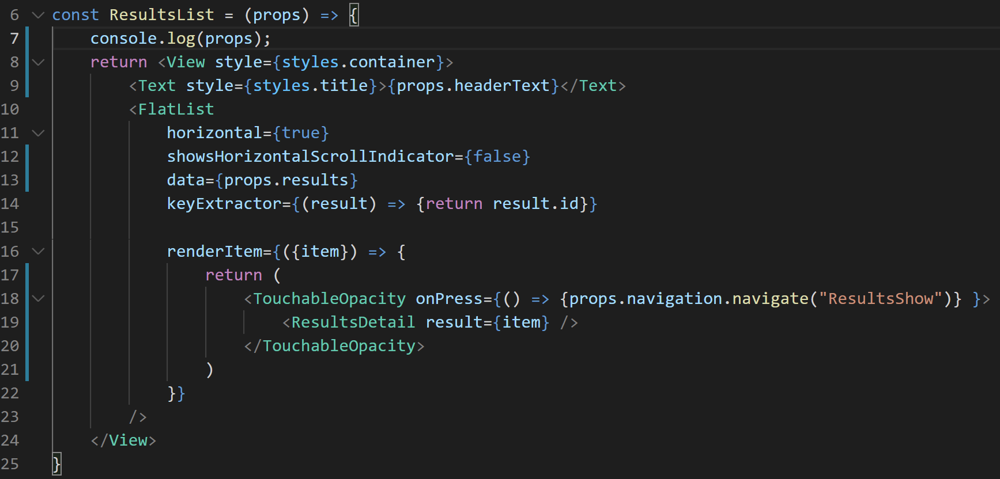 6 const ResultsList = (props) => {
7     console.log(props);
8     return <View style={styles.container}>
9         <Text style={styles.title}>{props.headerText}</Text>
10         <FlatList
11             horizontal={true}
12             showsHorizontalScrollIndicator={false}
13             data={props.results}
14             keyExtractor={(result) => {return result.id}}
15
16             renderItem={({item}) => {
17                 return (
18                     <TouchableOpacity onPress={() => {props.navigation.navigate("ResultsShow")} }>
19                         <ResultsDetail result={item} />
20                     </TouchableOpacity>
21                 )
22             }}
23         />
24     </View>
25 }